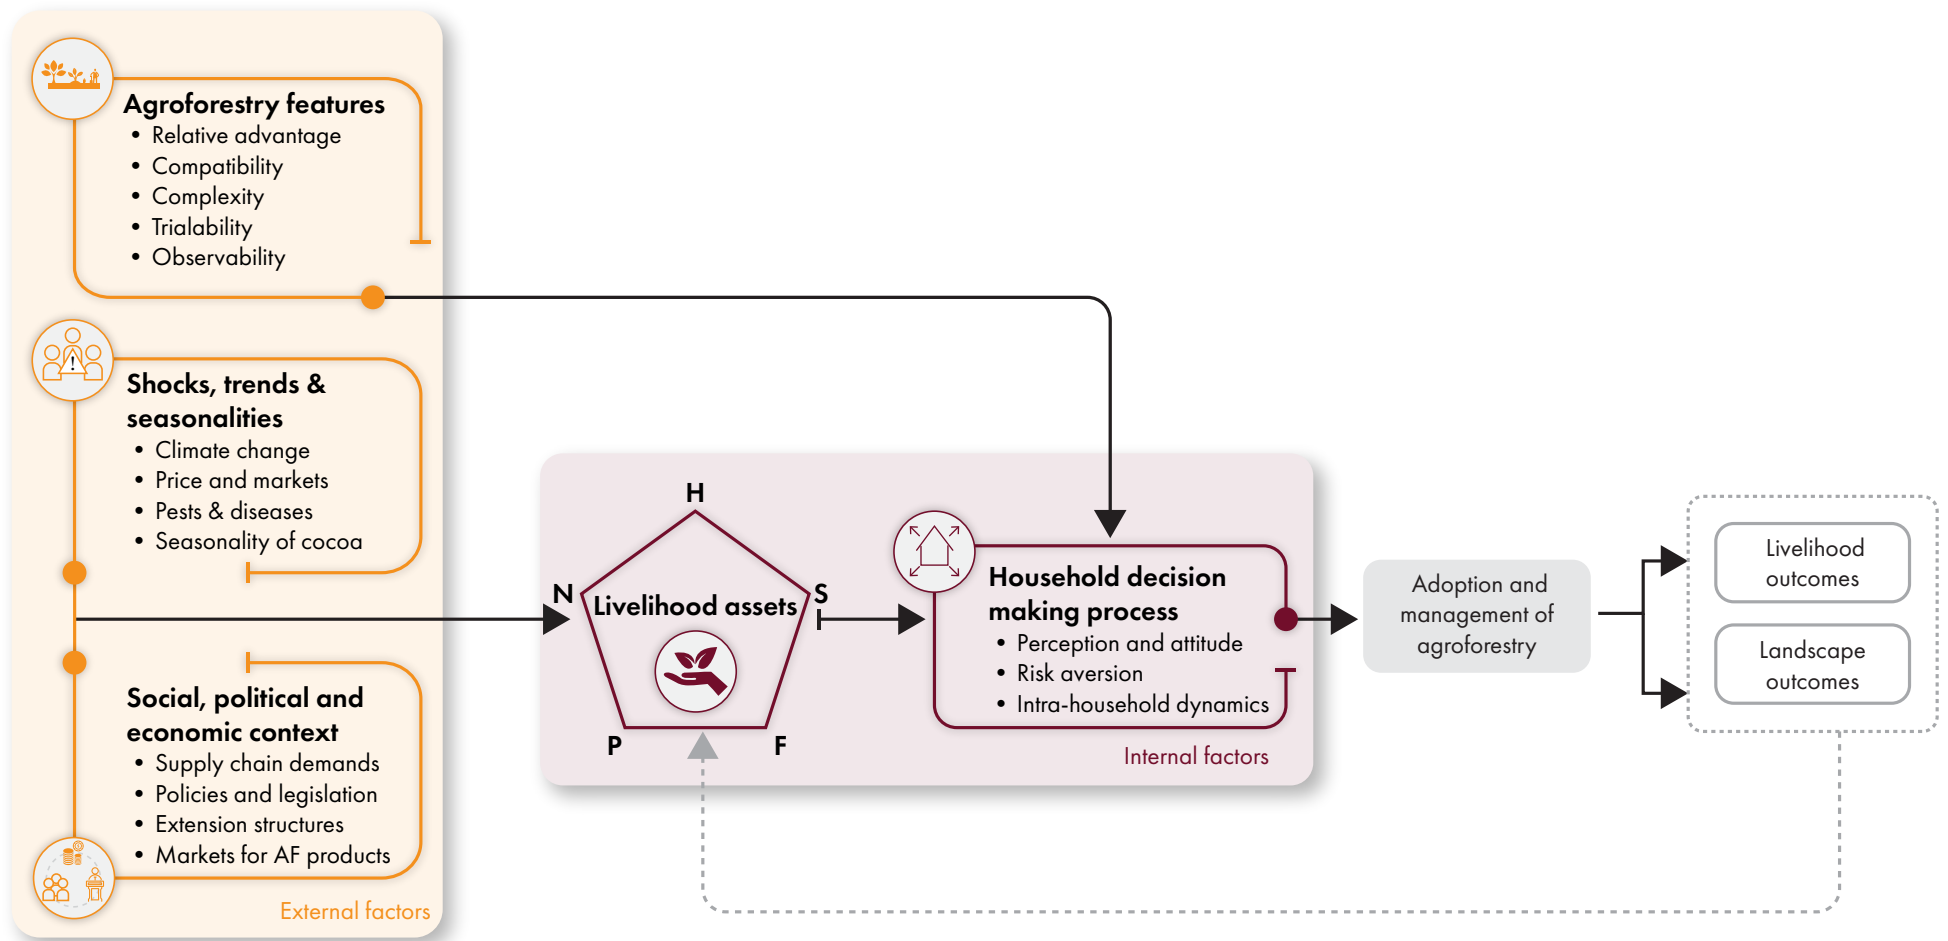 Agroforestry features
• Relative advantage
• Compatibility
• Complexity
• Trialability
• Observability
!
Shocks, trends &
seasonalities
• Climate change
• Price and markets
• Pests & diseases
• Seasonality of cocoa
Social, political and
economic context
• Supply chain demands
• Policies and legislation
• Extension structures
• Markets for AF products
External factors
H
N
S
Livelihood assets
P
F
Household decision
making process
• Perception and attitude
• Risk aversion
• Intra-household dynamics
Internal factors
Adoption and
management of
agroforestry
Livelihood
outcomes
Landscape
outcomes